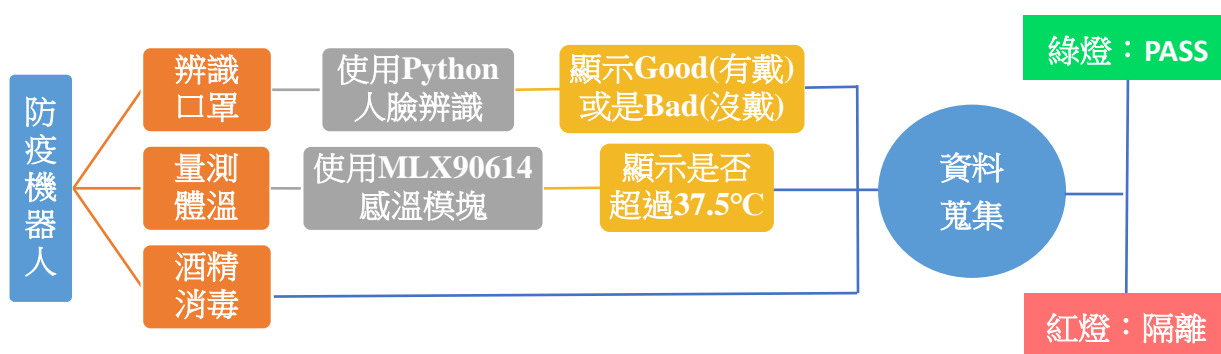 防
疫
機
器
人
辨識
口罩
使用Python
人臉辨識
顯示Good(有戴)
或是Bad(沒戴)
量測
體溫
使用MLX90614
感溫模塊
顯示是否
超過37.5°C
酒精
消毒
資料
蒐集
綠燈：PASS
紅燈：隔離